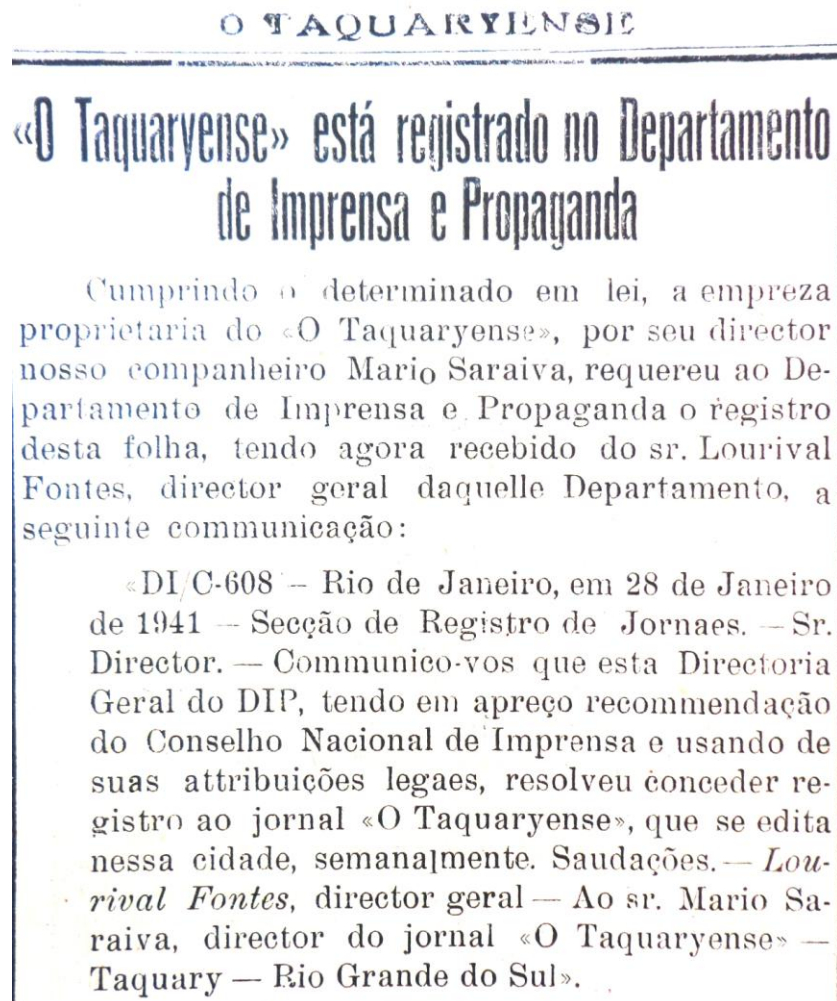 O TAQUARYENSE
«O Taquaryense» está registrado no Departamento
de Imprensa e Propaganda
Cumprindo o determinado em lei, a empreza
proprietaria do «O Taquaryense», por seu director
nosso companheiro Mario Saraiva, requereu ao De-
partamento de Imprensa e Propaganda o registro
desta folha, tendo agora recebido do sr. Lourival
Fontes, director geral daquelle Departamento, a
seguinte communicação:
«DI/C-608 — Rio de Janeiro, em 28 de Janeiro
de 1941 — Secção de Registro de Jornaes. — Sr.
Director. — Communico-vos que esta Directoria
Geral do DIP, tendo em apreço recommendação
do Conselho Nacional de Imprensa e usando de
suas attribuições legaes, resolveu conceder re-
gistro ao jornal «O Taquaryense», que se edita
nessa cidade, semanalmente. Saudações. — Lou-
rival Fontes, director geral — Ao sr. Mario Sa-
raiva, director do jornal «O Taquaryense» —
Taquary — Rio Grande do Sul».